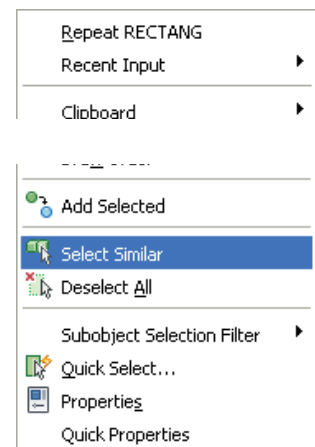 Repeat RECTANG
Recent Input
Clipboard
Add Selected
Select Similar
Deselect All
Subobject Selection Filter
Quick Select...
Properties
Quick Properties